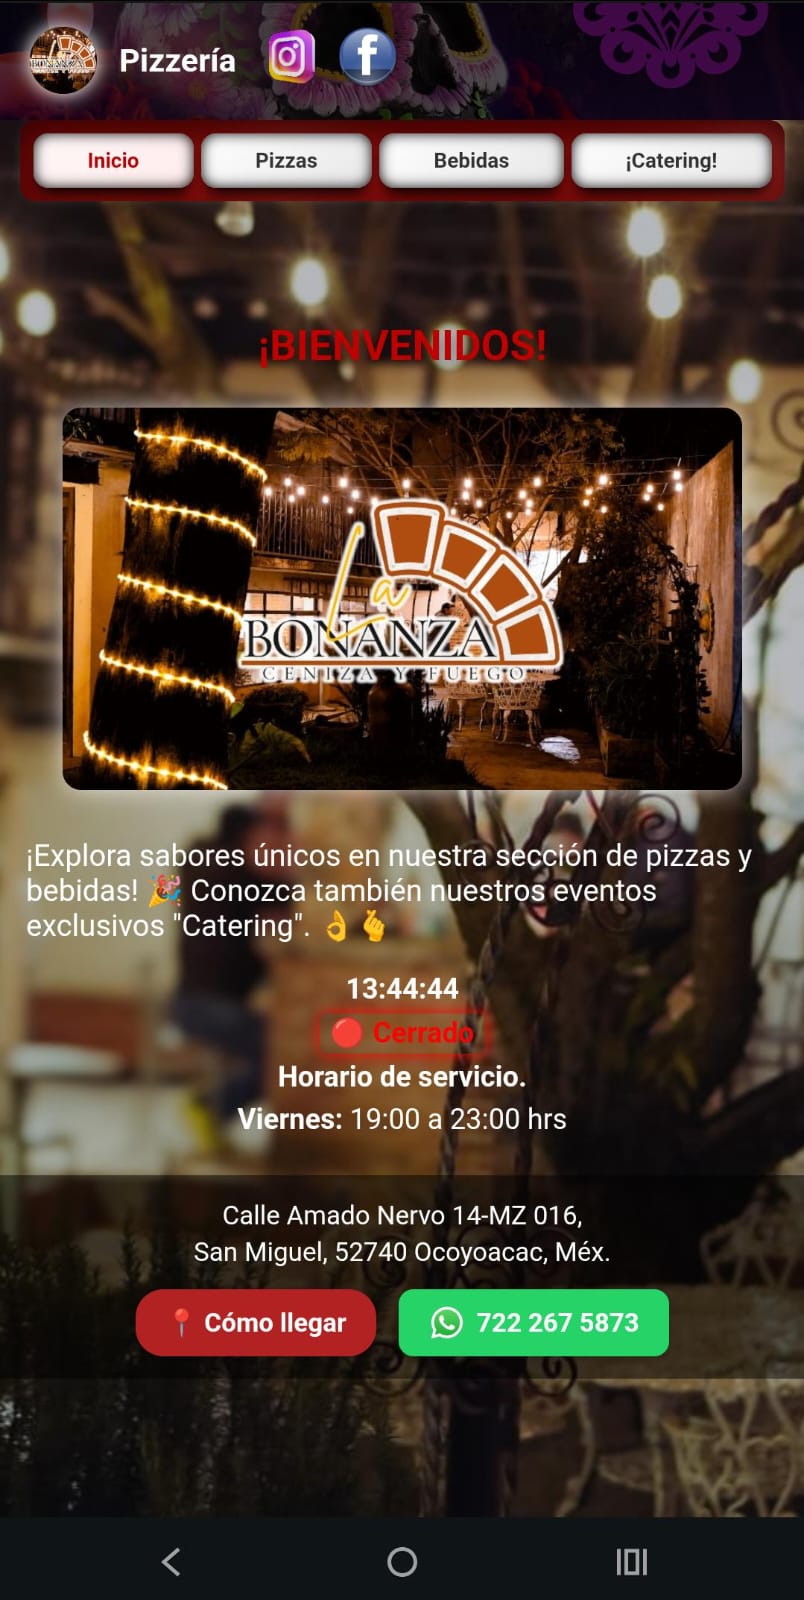 Pizzería
Inicio
Pizzas
Bebidas
¡Catering!
¡BIENVENIDOS!
La
BONANZA
CENIZA Y FUEGO
¡Explora sabores únicos en nuestra sección de pizzas y
bebidas! 🎉 Conozca también nuestros eventos
exclusivos "Catering". 👌🫰
13:44:44
🔴 Cerrado
Horario de servicio.
Viernes: 19:00 a 23:00 hrs
Calle Amado Nervo 14-MZ 016,
San Miguel, 52740 Ocoyoacac, Méx.
📍 Cómo llegar
722 267 5873